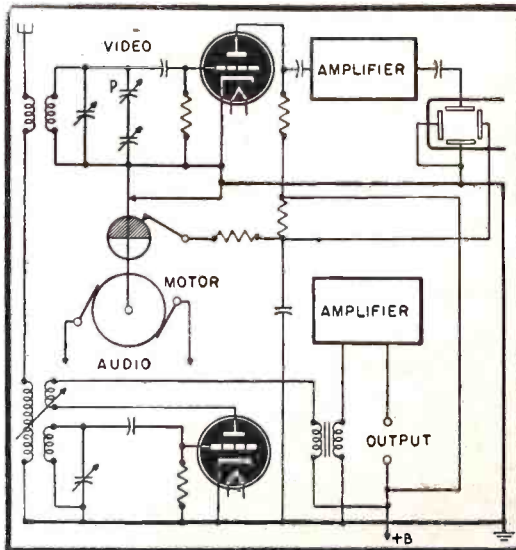 VIDEO
P
AMPLIFIER
MOTOR
AUDIO
AMPLIFIER
OUTPUT
+B